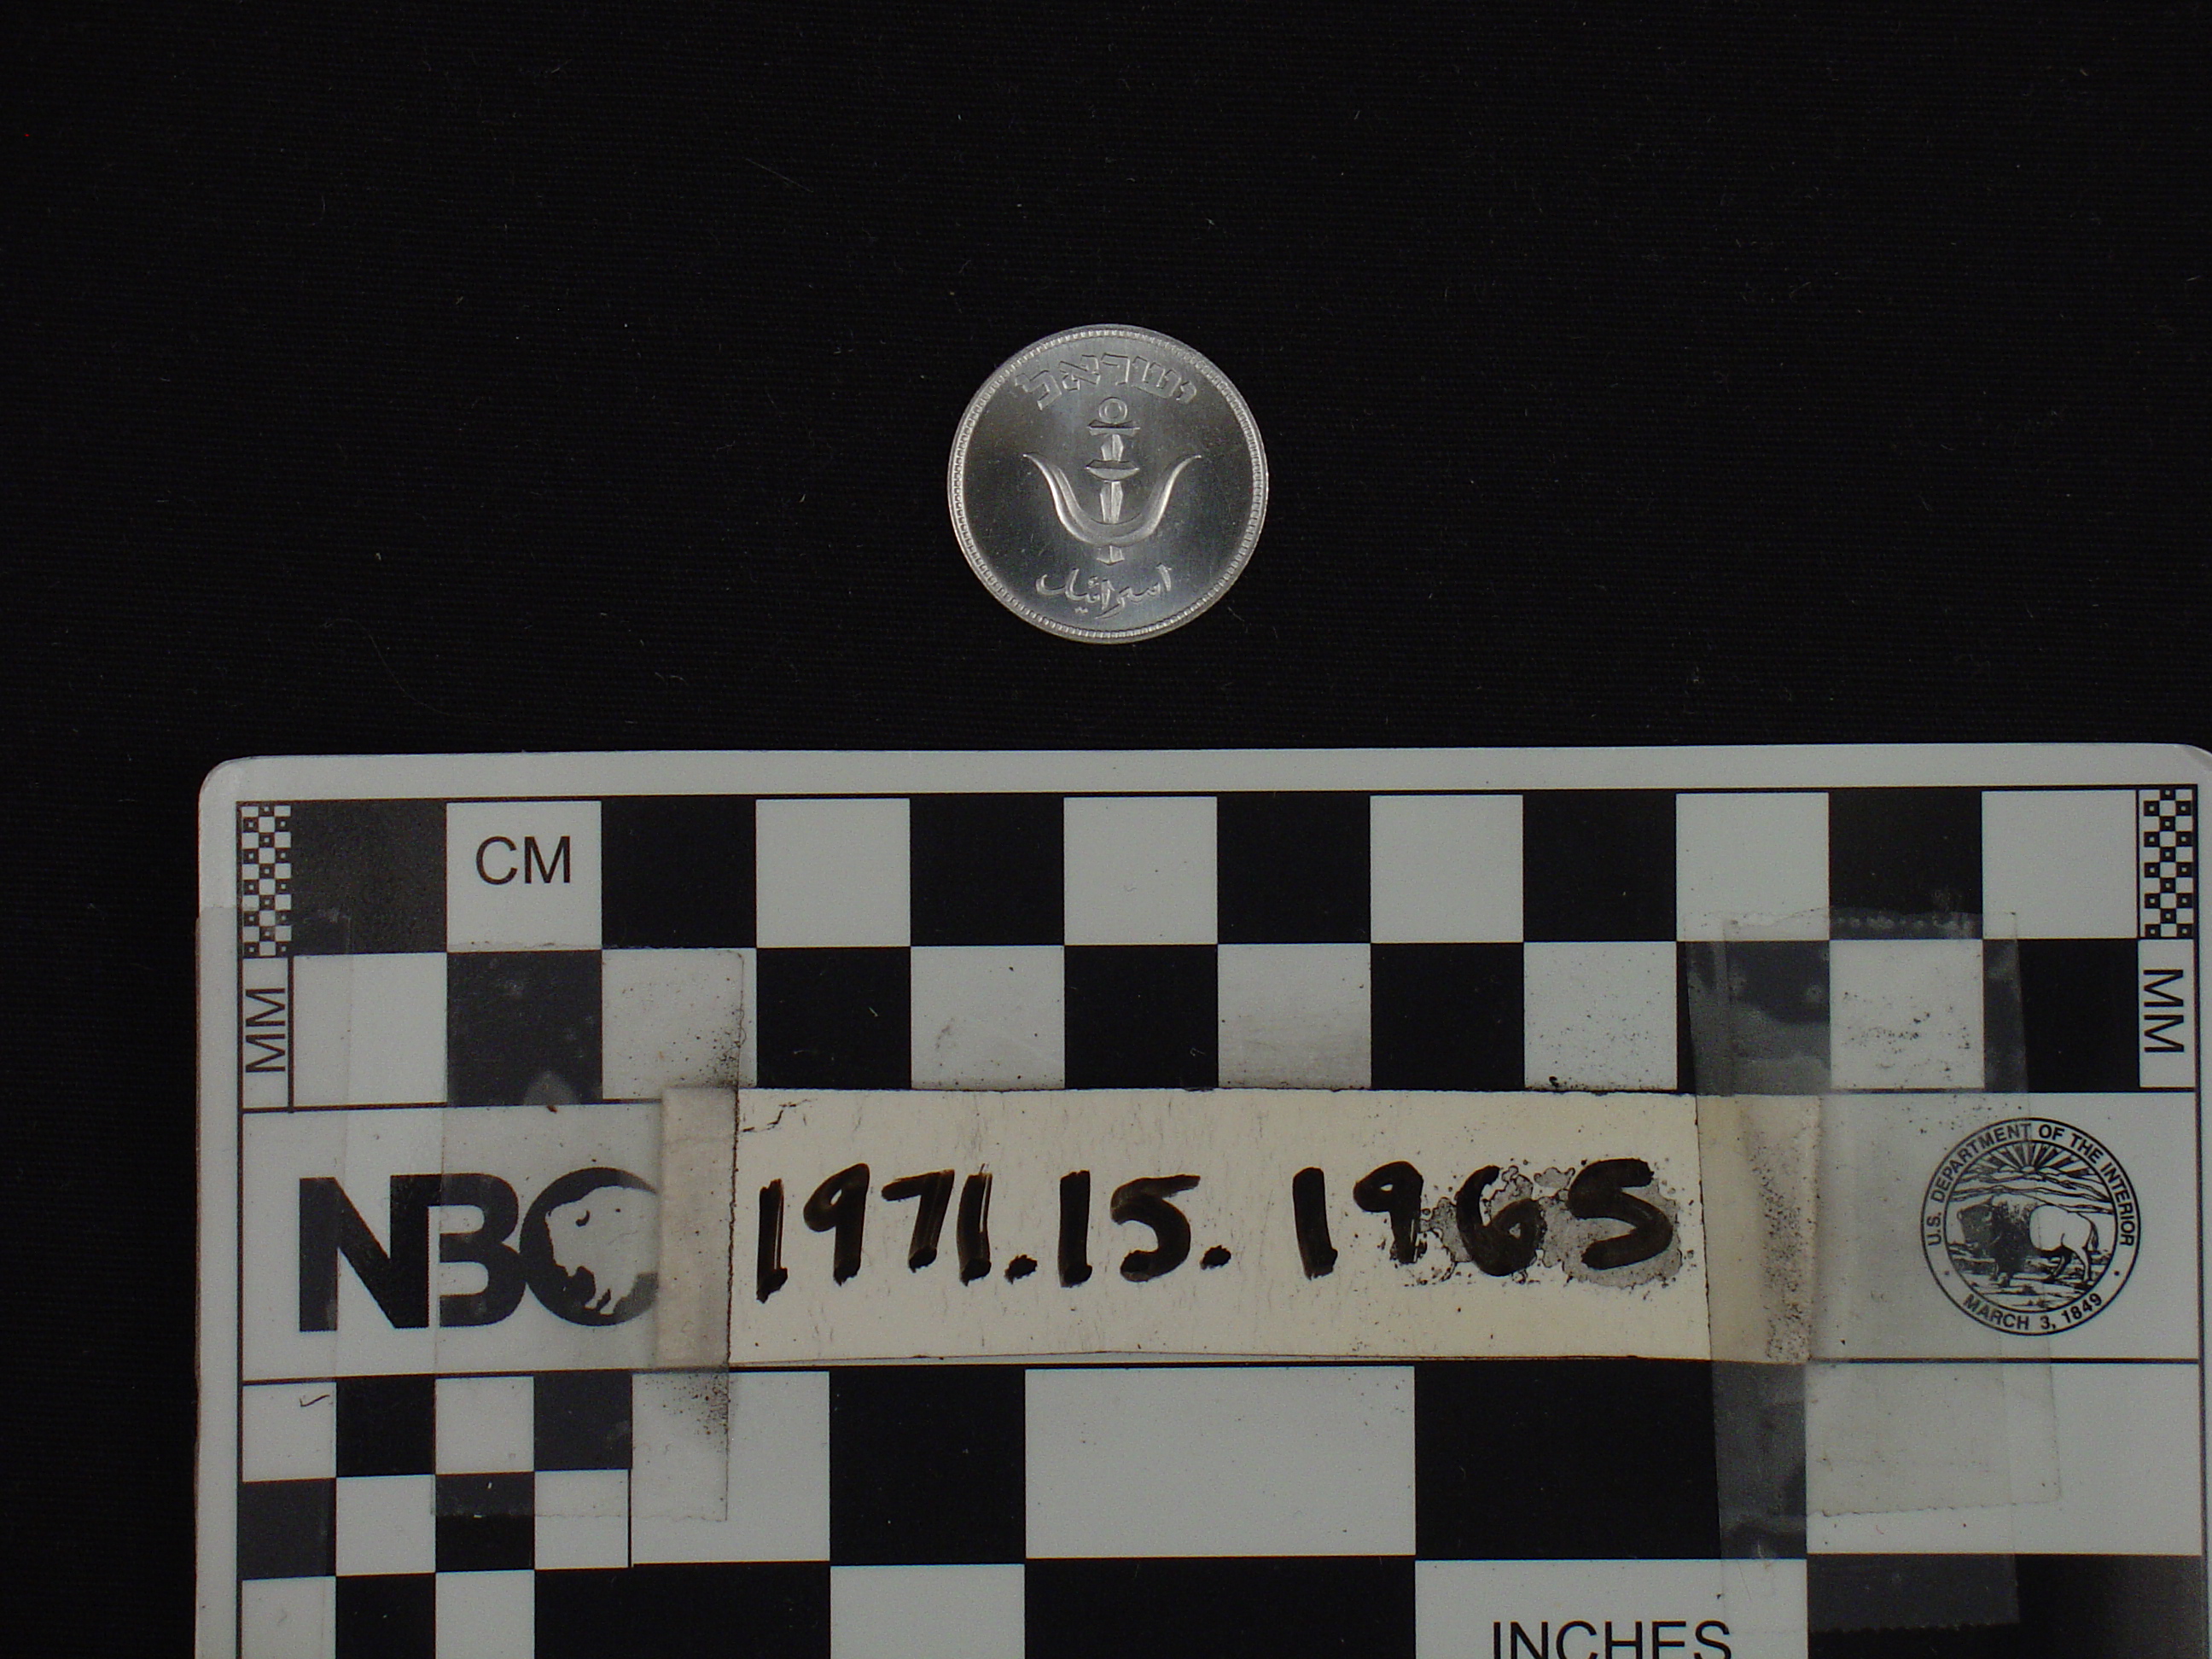 ישראל
اسرائيل
CM
MM
MM
NBC
1971.15.1965
U.S. DEPARTMENT OF THE INTERIOR
MARCH 3, 1849
INCHES